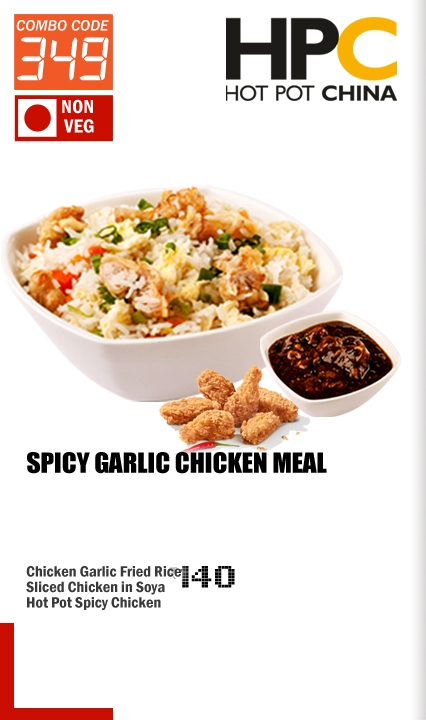 COMBO CODE
349
NON
VEG
HPC
HOT POT CHINA
SPICY GARLIC CHICKEN MEAL
Chicken Garlic Fried Rice
₹140
Sliced Chicken in Soya
Hot Pot Spicy Chicken